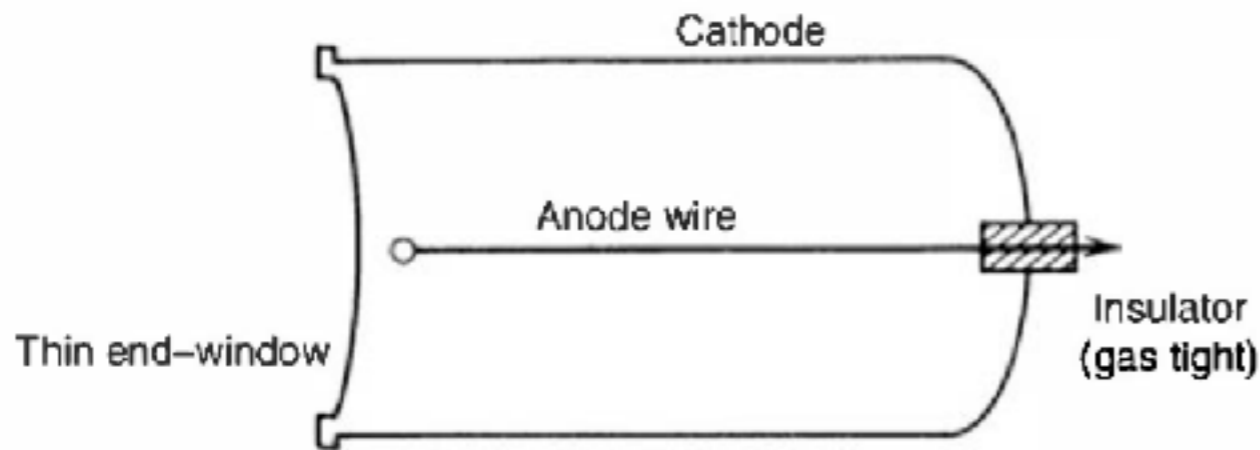 Cathode
Anode wire
Thin end–window
Insulator
(gas tight)